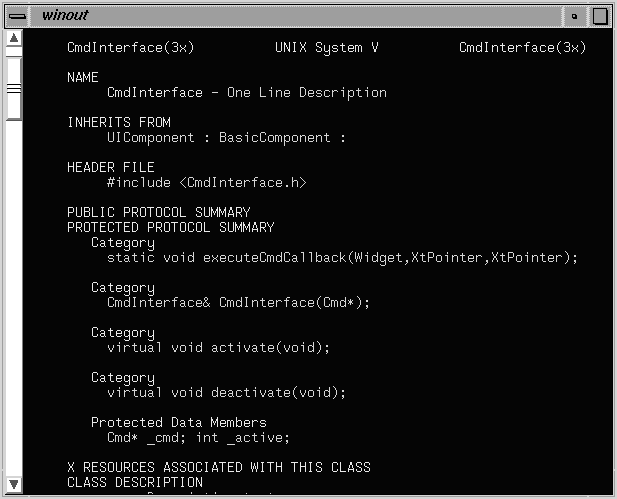 winout
CmdInterface(3x) UNIX System V CmdInterface(3x)
NAME
CmdInterface - One Line Description
INHERITS FROM
UIComponent : BasicComponent :
HEADER FILE
#include <CmdInterface.h>
PUBLIC PROTOCOL SUMMARY
PROTECTED PROTOCOL SUMMARY
Category
static void executeCmdCallback(Widget,XtPointer,XtPointer);
Category
CmdInterface& CmdInterface(Cmd*);
Category
virtual void activate(void);
Category
virtual void deactivate(void);
Protected Data Members
Cmd* _cmd; int _active;
X RESOURCES ASSOCIATED WITH THIS CLASS
CLASS DESCRIPTION